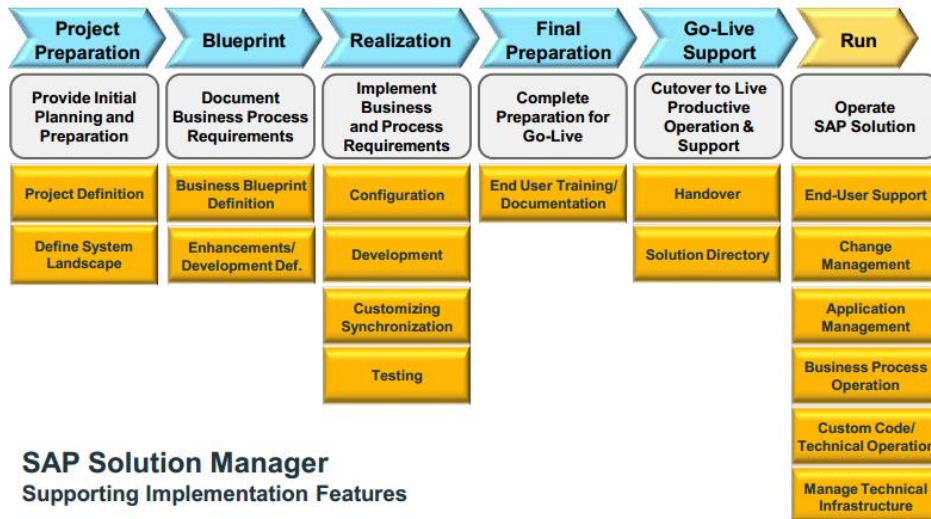 Project
Preparation
Blueprint
Realization
Final
Preparation
Go-Live
Support
Run
Provide Initial
Planning and
Preparation
Document
Business Process
Requirements
Implement
Business
and Process
Requirements
Complete
Preparation for
Go-Live
Cutover to Live
Productive
Operation &
Support
Operate
SAP Solution
Project Definition
Define System
Landscape
Business Blueprint
Definition
Enhancements/
Development Def.
Configuration
Development
Customizing
Synchronization
Testing
End User Training/
Documentation
Handover
Solution Directory
End-User Support
Change
Management
Application
Management
Business Process
Operation
Custom Code/
Technical Operation
Manage Technical
Infrastructure
SAP Solution Manager
Supporting Implementation Features